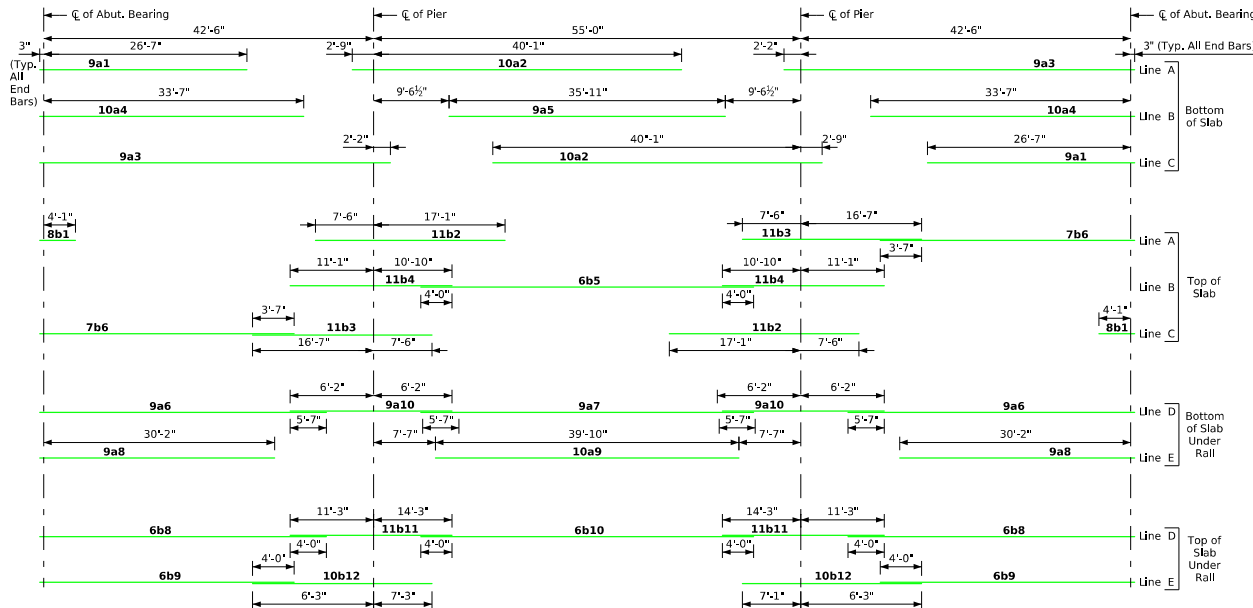 ℄ of Abut. Bearing ℄ of Pier ℄ of Pier ℄ of Abut. Bearing
42'-6" 55'-0" 42'-6"
3" 26'-7" 2'-9" 40'-1" 2'-2" 3" (Typ. All End Bars)
(Typ. All End Bars) 9a1 10a2 9a3 Line A
33'-7" 9'-6½" 35'-11" 9'-6½" 33'-7"
10a4 9a5 10a4 Line B
Bottom of Slab
2'-2" 40'-1" 2'-9" 26'-7"
9a3 10a2 9a1 Line C
4'-1" 7'-6" 17'-1" 7'-6" 16'-7"
8b1 11b2 11b3 7b6 Line A
3'-7"
11'-1" 10'-10" 10'-10" 11'-1"
11b4 6b5 11b4 Line B
4'-0" 4'-0"
Top of Slab
3'-7" 4'-1"
7b6 11b3 11b2 8b1 Line C
16'-7" 7'-6" 17'-1" 7'-6"
6'-2" 6'-2" 6'-2" 6'-2"
9a6 9a10 9a7 9a10 9a6 Line D
5'-7" 5'-7" 5'-7" 5'-7"
Bottom of Slab Under Rail
30'-2" 7'-7" 39'-10" 7'-7" 30'-2"
9a8 10a9 9a8 Line E
11'-3" 14'-3" 14'-3" 11'-3"
6b8 11b11 6b10 11b11 6b8 Line D
4'-0" 4'-0" 4'-0" 4'-0"
Top of Slab Under Rail
4'-0" 4'-0"
6b9 10b12 10b12 6b9 Line E
6'-3" 7'-3" 7'-1" 6'-3"